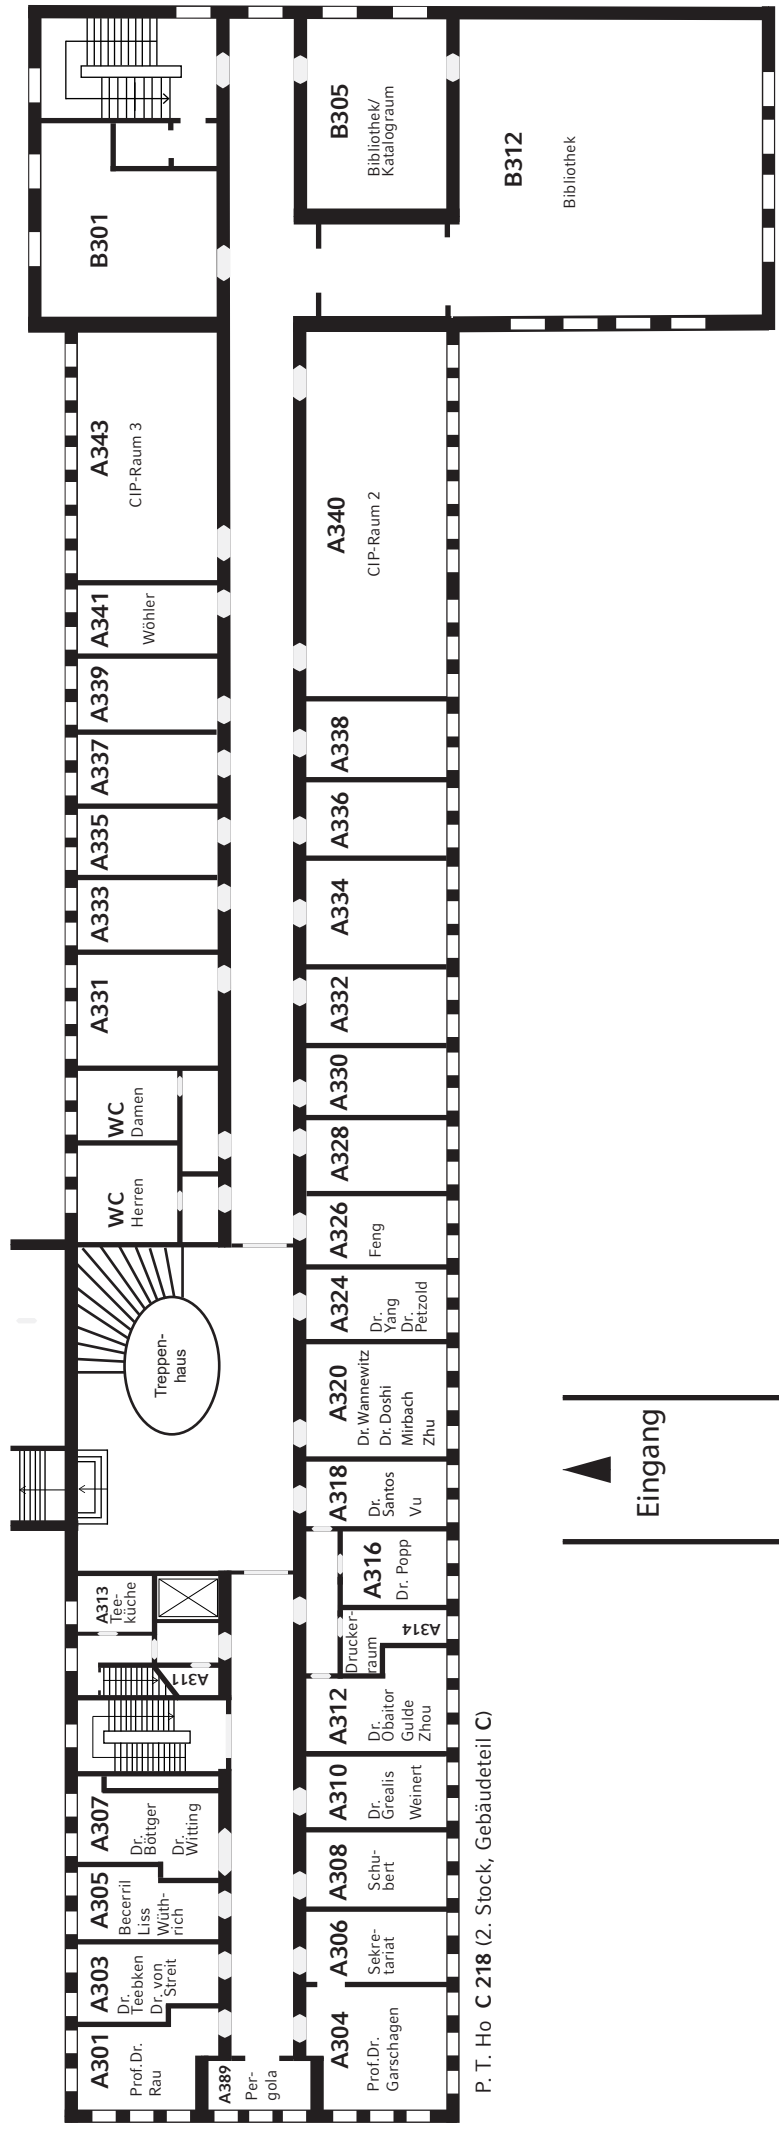 B305
Bibliothek/
Katalograum
B312
Bibliothek
B301
A343
CIP-Raum 3
A340
CIP-Raum 2
A341
Wöhler
A339
A337
A335
A333
A331
WC
Damen
WC
Herren
Treppen-
haus
A313
Tee-
küche
A311
A307
Dr.
Böttger
Dr.
Witting
A305
Becerril
Liss
Wüth-
rich
A303
Dr.
Teebken
Dr. von
Streit
A301
Prof.Dr.
Rau
A389
Per-
gola
A338
A336
A334
A332
A330
A328
A326
Feng
A324
Dr.
Yang
Dr.
Petzold
A320
Dr. Wannewitz
Dr. Doshi
Mirbach
Zhu
A318
Dr.
Santos
Vu
A316
Dr. Popp
Drucker-
raum
A314
A312
Dr.
Obaitor
Gulde
Zhou
A310
Dr.
Grealis
Weinert
A308
Schu-
bert
A306
Sekre-
tariat
A304
Prof.Dr.
Garschagen
Eingang
P. T. Ho C 218 (2. Stock, Gebäudeteil C)